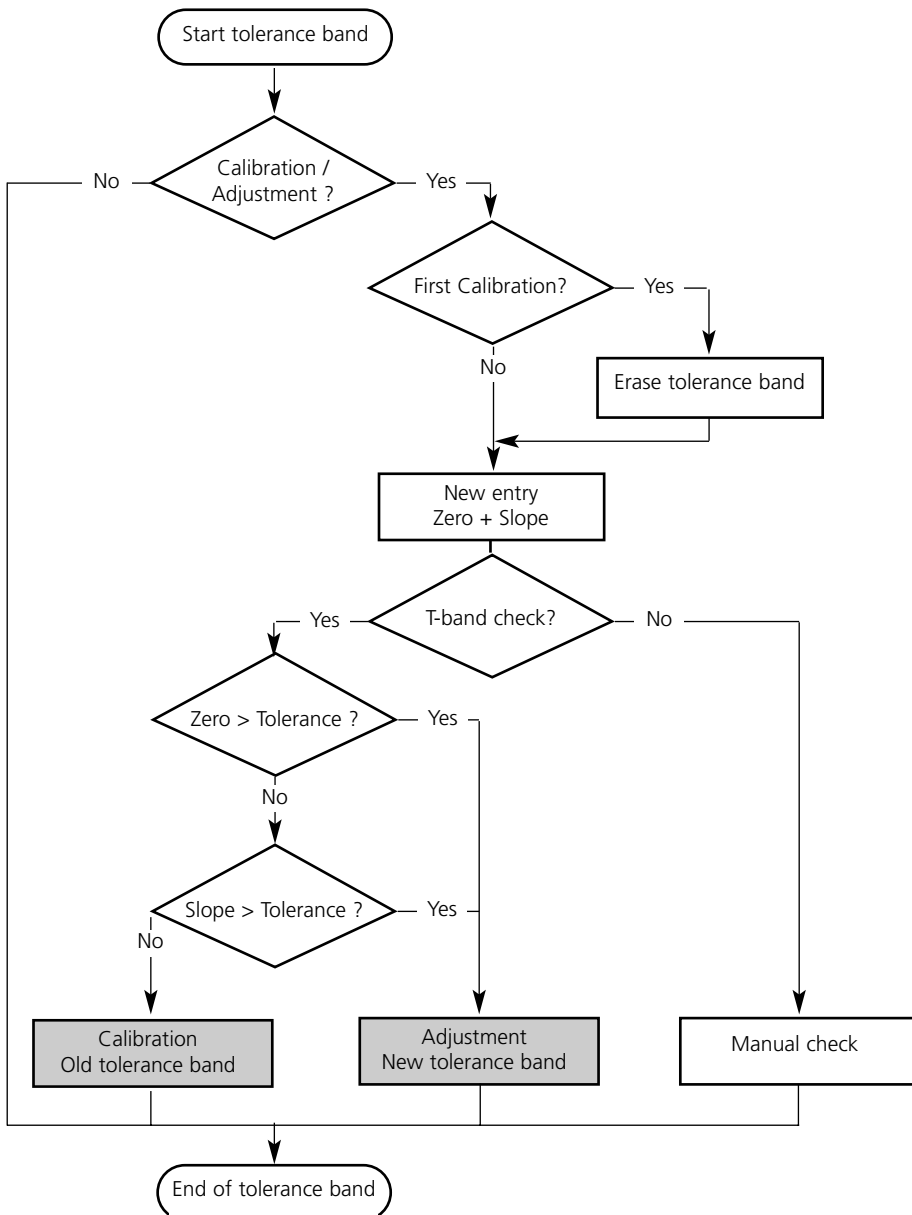 Start tolerance band
Calibration /
Adjustment ?
No
Yes
First Calibration?
Yes
No
Erase tolerance band
New entry
Zero + Slope
T-band check?
Yes
No
Zero > Tolerance ?
Yes
No
Slope > Tolerance ?
Yes
No
Calibration
Old tolerance band
Adjustment
New tolerance band
Manual check
End of tolerance band